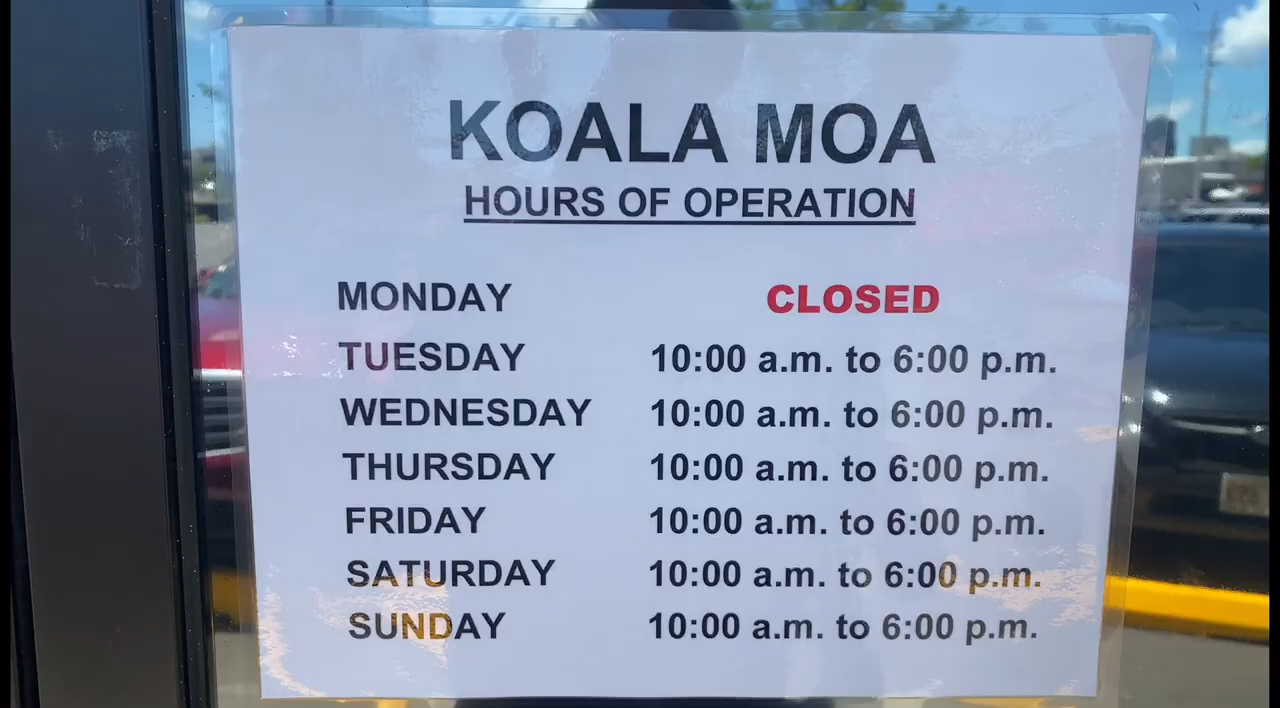 KOALA MOA
HOURS OF OPERATION
MONDAY CLOSED
TUESDAY 10:00 a.m. to 6:00 p.m.
WEDNESDAY 10:00 a.m. to 6:00 p.m.
THURSDAY 10:00 a.m. to 6:00 p.m.
FRIDAY 10:00 a.m. to 6:00 p.m.
SATURDAY 10:00 a.m. to 6:00 p.m.
SUNDAY 10:00 a.m. to 6:00 p.m.